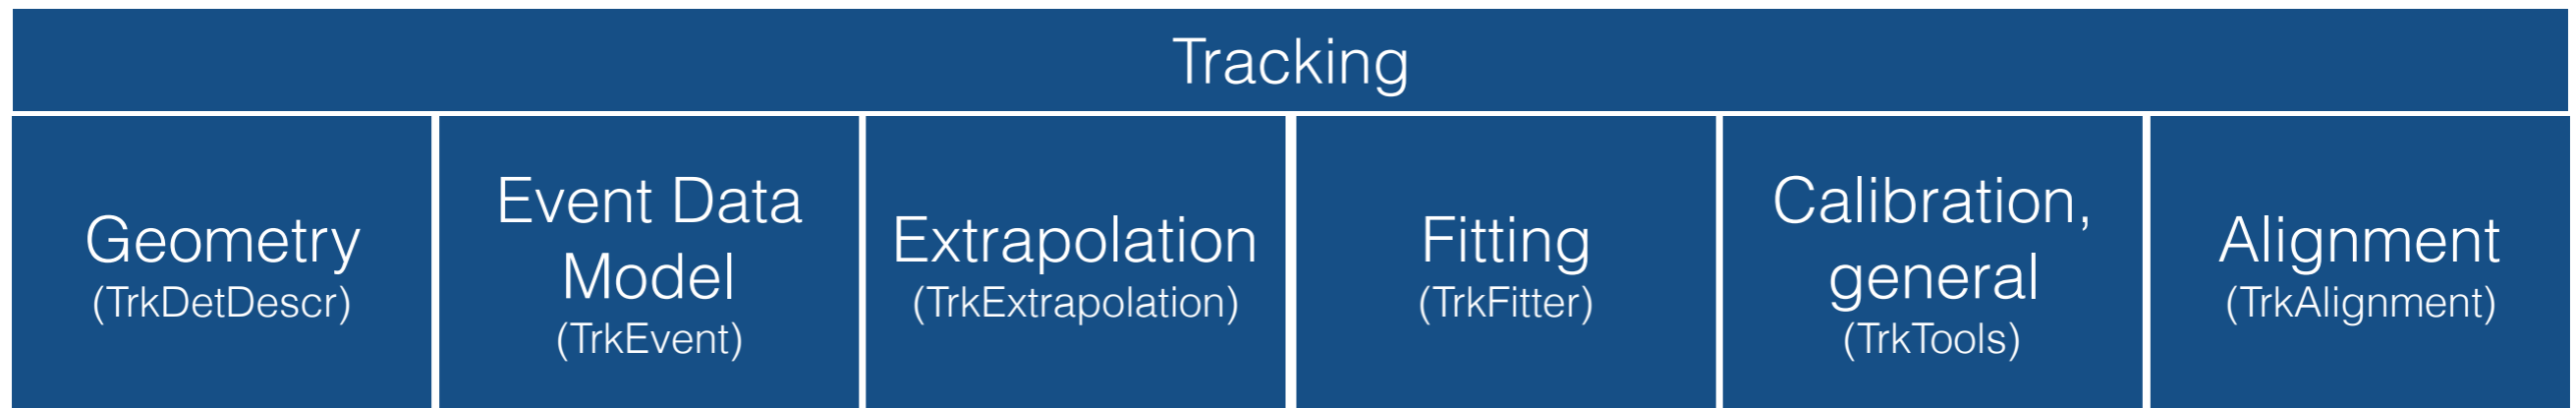 Tracking
Geometry
(TrkDetDescr)
Event Data
Model
(TrkEvent)
Extrapolation
(TrkExtrapolation)
Fitting
(TrkFitter)
Calibration,
general
(TrkTools)
Alignment
(TrkAlignment)